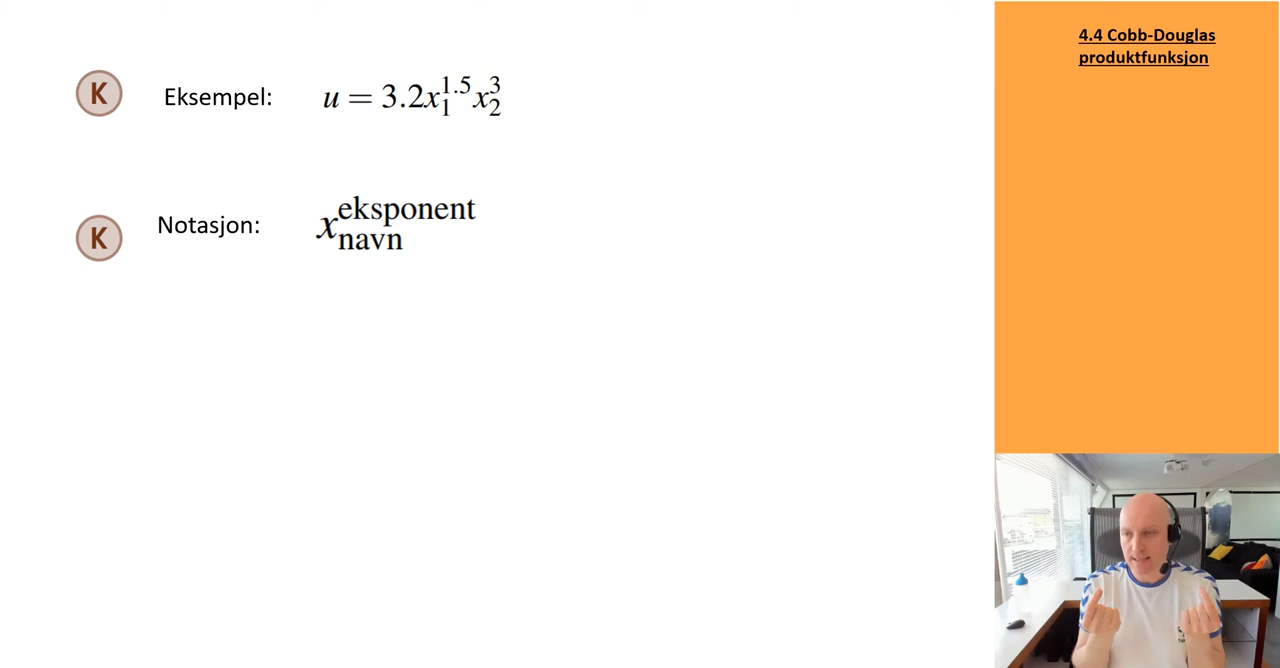 K Eksempel: u = 3.2x₁^1.5 x₂^3
K Notasjon: x_navn^eksponent
4.4 Cobb-Douglas
produktfunksjon